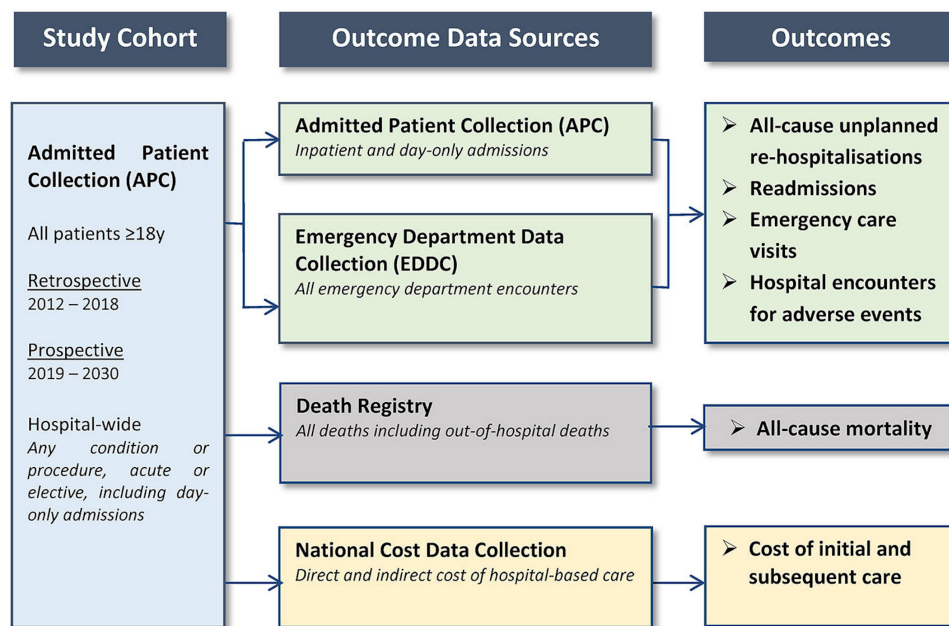 Study Cohort
Outcome Data Sources
Outcomes
Admitted Patient
Collection (APC)
All patients ≥18y
Retrospective
2012 – 2018
Prospective
2019 – 2030
Hospital-wide
Any condition or
procedure, acute or
elective, including day-
only admissions
Admitted Patient Collection (APC)
Inpatient and day-only admissions
Emergency Department Data
Collection (EDDC)
All emergency department encounters
Death Registry
All deaths including out-of-hospital deaths
National Cost Data Collection
Direct and indirect cost of hospital-based care
➢ All-cause unplanned
re-hospitalisations
➢ Readmissions
➢ Emergency care
visits
➢ Hospital encounters
for adverse events
➢ All-cause mortality
➢ Cost of initial and
subsequent care